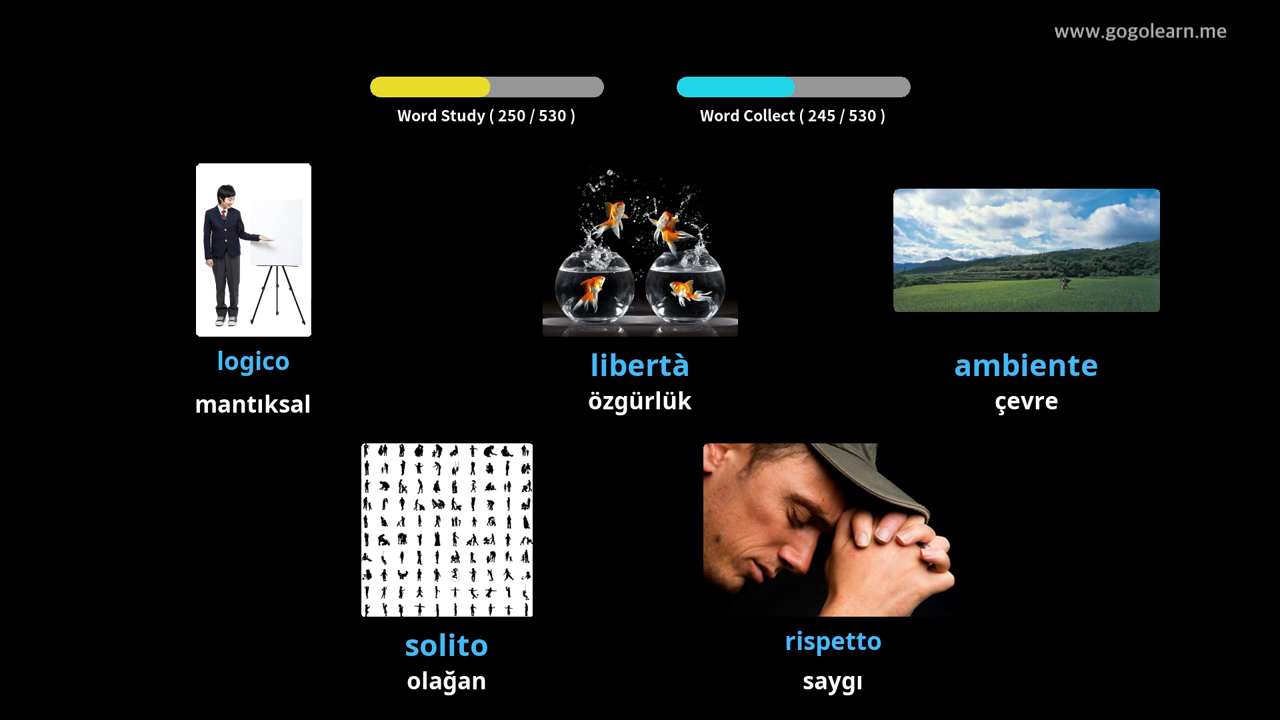 www.gogolearn.me
Word Study ( 250 / 530 )
Word Collect ( 245 / 530 )
logico
mantıksal
libertà
özgürlük
ambiente
çevre
solito
olağan
rispetto
saygı